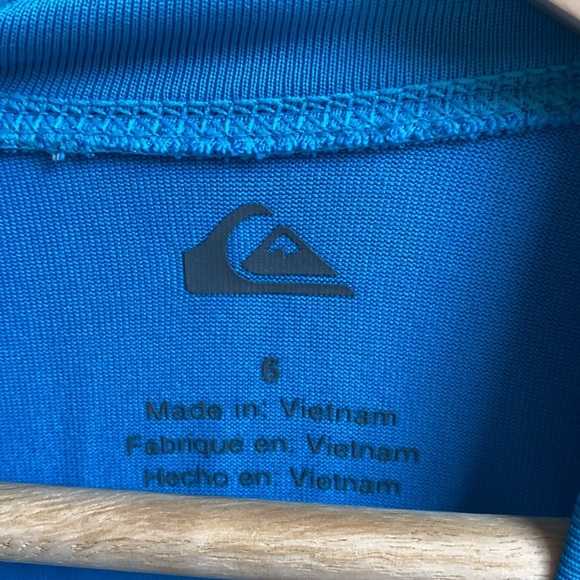 6
Made in: Vietnam
Fabrique en: Vietnam
Hecho en: Vietnam